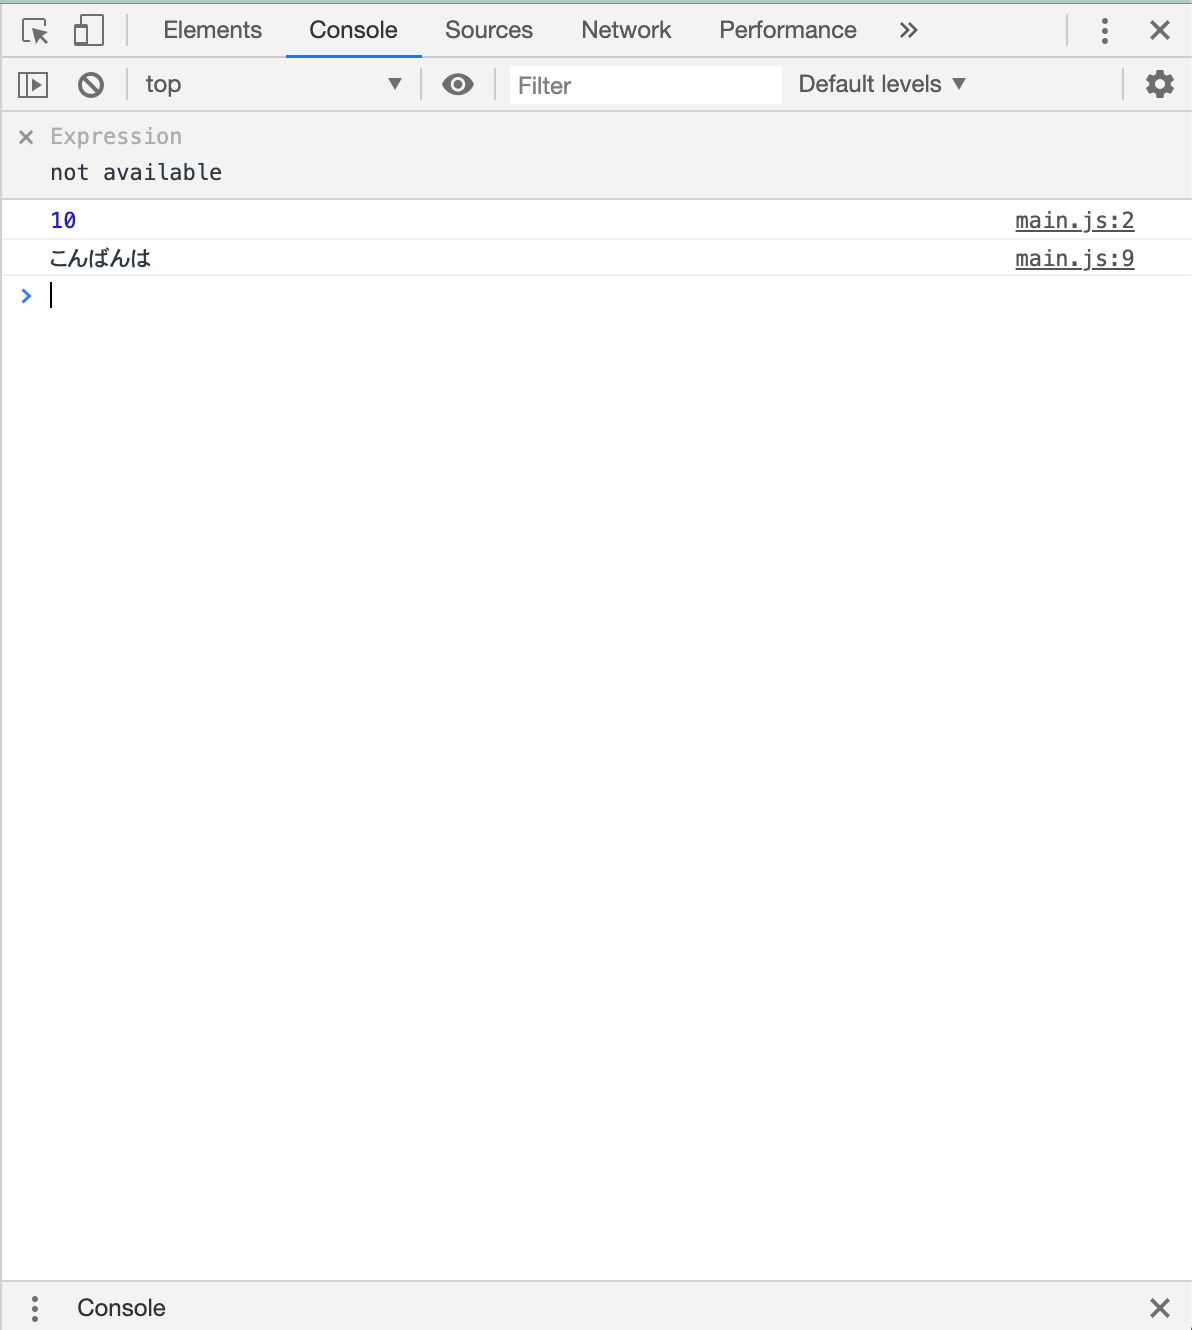 Elements Console Sources Network Performance »
top ▼ Filter Default levels ▼
× Expression
not available
10 main.js:2
こんばんは main.js:9
>
Console